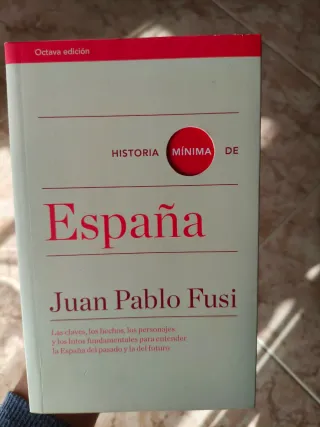 Octava edición
HISTORIA MÍNIMA DE
España
Juan Pablo Fusi
Las claves, los hechos, los personajes
y los hitos fundamentales para entender
la España del pasado y la del futuro